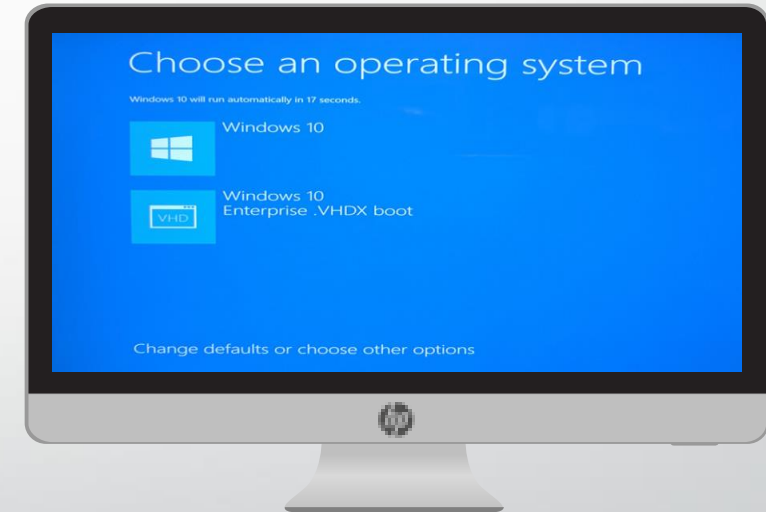 Choose an operating system
Windows 10 will run automatically in 17 seconds.
Windows 10
VHD
Windows 10
Enterprise .VHDX boot
Change defaults or choose other options
hp